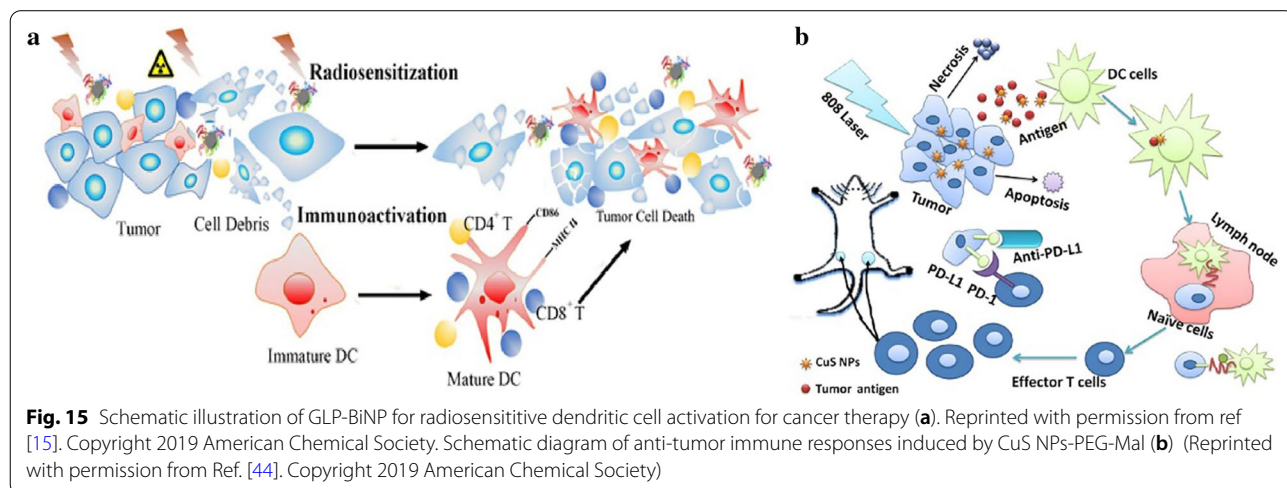 a
Radiosensitization
Tumor
Cell Debris
Immunoactivation
CD4+ T
CD86
MHC II
CD8+ T
Tumor Cell Death
Immature DC
Mature DC
b
808 Laser
Necrosis
DC cells
Antigen
Apoptosis
Tumor
Lymph node
Anti-PD-L1
PD-L1 PD-1
Naïve cells
CuS NPs
Tumor antigen
Effector T cells
Fig. 15 Schematic illustration of GLP-BiNP for radiosensititive dendritic cell activation for cancer therapy (a). Reprinted with permission from ref
[15]. Copyright 2019 American Chemical Society. Schematic diagram of anti-tumor immune responses induced by CuS NPs-PEG-Mal (b) (Reprinted
with permission from Ref. [44]. Copyright 2019 American Chemical Society)